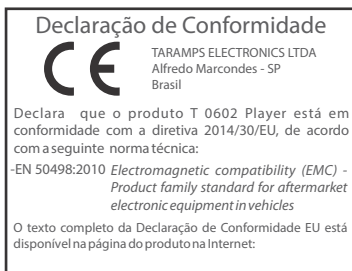 Declaração de Conformidade
CE
TARAMPS ELECTRONICS LTDA
Alfredo Marcondes - SP
Brasil
Declara que o produto T 0602 Player está em
conformidade com a diretiva 2014/30/EU, de acordo
com a seguinte norma técnica:
-EN 50498:2010 Electromagnetic compatibility (EMC) -
Product family standard for aftermarket
electronic equipment in vehicles
O texto completo da Declaração de Conformidade EU está
disponível na página do produto na Internet: